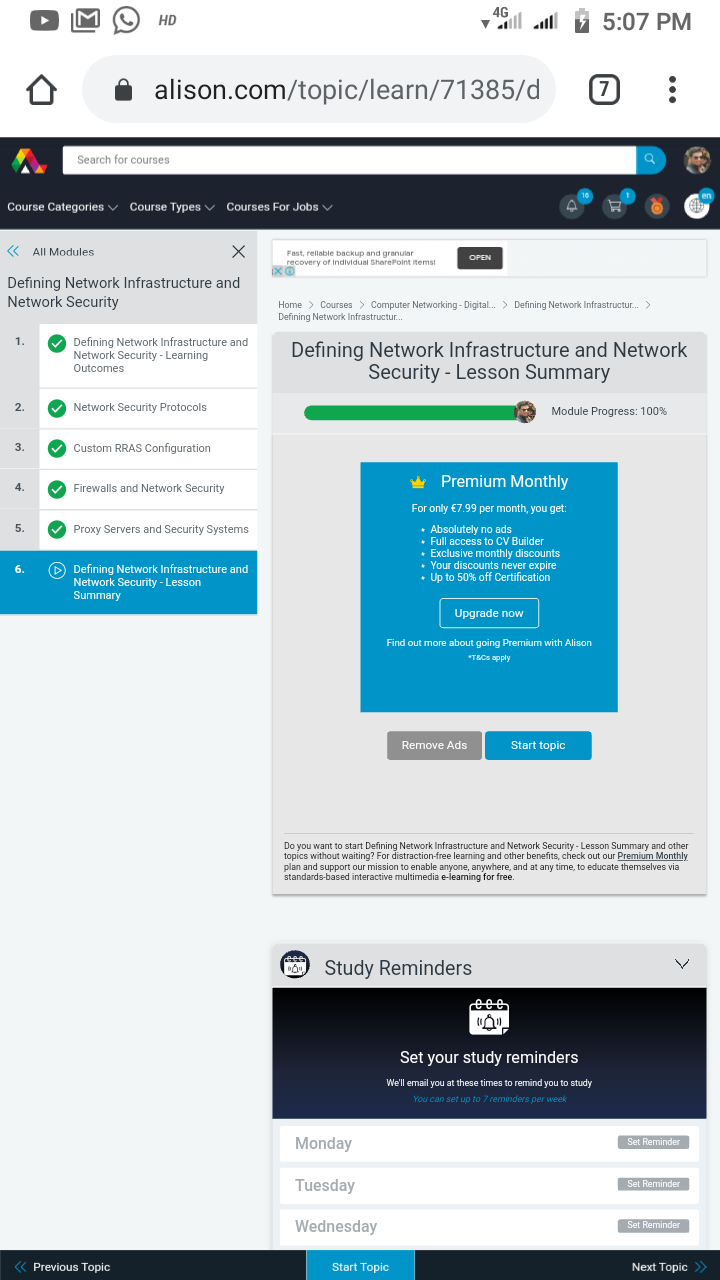 HD
4G
5:07 PM
alison.com/topic/learn/71385/d
7
Search for courses
Course Categories
Course Types
Courses For Jobs
16
1
en
All Modules
Defining Network Infrastructure and
Network Security
1.
Defining Network Infrastructure and
Network Security - Learning
Outcomes
2.
Network Security Protocols
3.
Custom RRAS Configuration
4.
Firewalls and Network Security
5.
Proxy Servers and Security Systems
6.
Defining Network Infrastructure and
Network Security - Lesson
Summary
Fast, reliable backup and granular
recovery of individual SharePoint items!
OPEN
Home
Courses
Computer Networking - Digital...
Defining Network Infrastructur...
Defining Network Infrastructur...
Defining Network Infrastructure and Network
Security - Lesson Summary
Module Progress: 100%
Premium Monthly
For only €7.99 per month, you get:
• Absolutely no ads
• Full access to CV Builder
• Exclusive monthly discounts
• Your discounts never expire
• Up to 50% off Certification
Upgrade now
Find out more about going Premium with Alison
*T&Cs apply
Remove Ads
Start topic
Do you want to start Defining Network Infrastructure and Network Security - Lesson Summary and other
topics without waiting? For distraction-free learning and other benefits, check out our Premium Monthly
plan and support our mission to enable anyone, anywhere, and at any time, to educate themselves via
standards-based interactive multimedia e-learning for free.
Study Reminders
Set your study reminders
We'll email you at these times to remind you to study
You can set up to 7 reminders per week
Monday
Set Reminder
Tuesday
Set Reminder
Wednesday
Set Reminder
Previous Topic
Start Topic
Next Topic